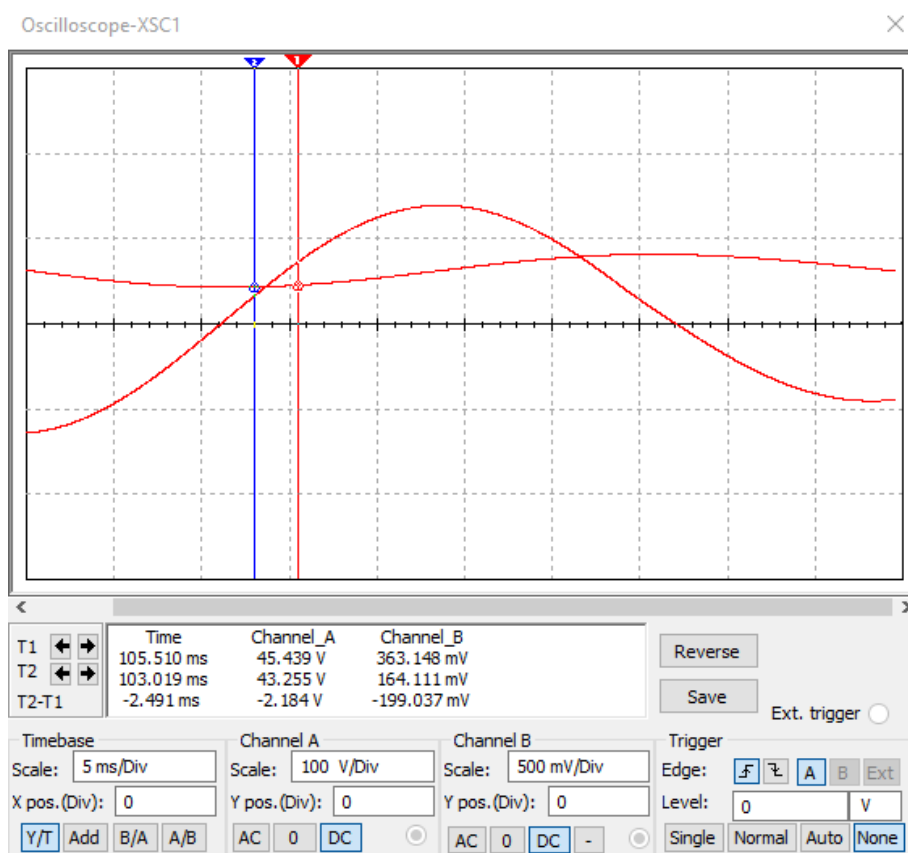 Oscilloscope-XSC1
2 1
T1
T2
T2-T1
Time Channel_A Channel_B
105.510 ms 45.439 V 363.148 mV
103.019 ms 43.255 V 164.111 mV
-2.491 ms -2.184 V -199.037 mV
Reverse
Save
Ext. trigger
Timebase
Scale: 5 ms/Div
X pos.(Div): 0
Y/T Add B/A A/B
Channel A
Scale: 100 V/Div
Y pos.(Div): 0
AC 0 DC
Channel B
Scale: 500 mV/Div
Y pos.(Div): 0
AC 0 DC -
Trigger
Edge: A B Ext
Level: 0 V
Single Normal Auto None